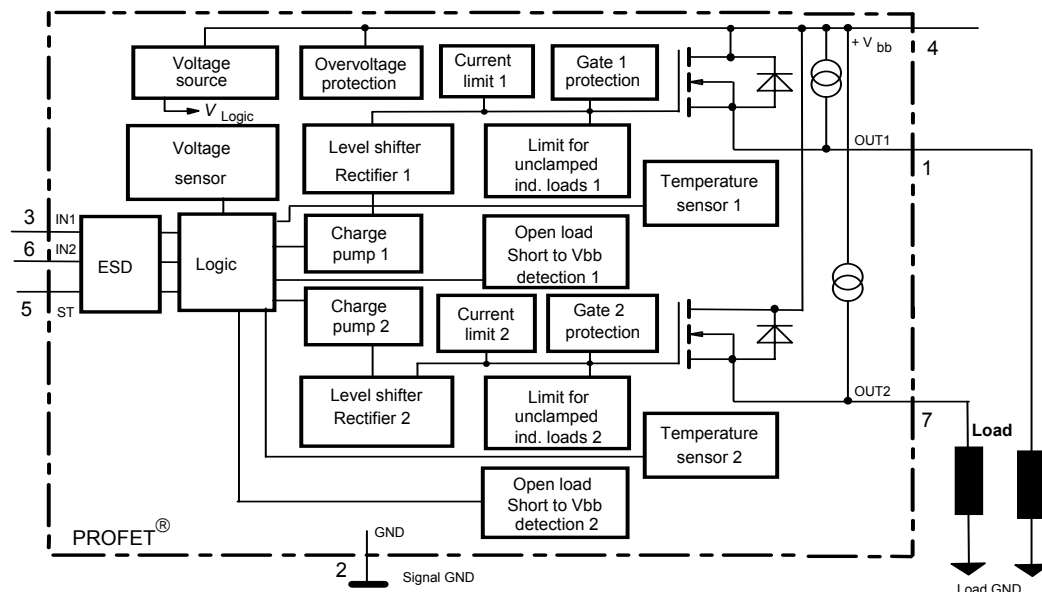 + V bb
4
Voltage
source
Overvoltage
protection
Current
limit 1
Gate 1
protection
V Logic
Voltage
sensor
Level shifter
Rectifier 1
Limit for
unclamped
ind. loads 1
OUT1
1
Temperature
sensor 1
3 IN1
6 IN2
5 ST
ESD
Logic
Charge
pump 1
Open load
Short to Vbb
detection 1
Charge
pump 2
Current
limit 2
Gate 2
protection
Level shifter
Rectifier 2
Limit for
unclamped
ind. loads 2
OUT2
7
Load
Temperature
sensor 2
Open load
Short to Vbb
detection 2
PROFET®
GND
2
Signal GND
Load GND